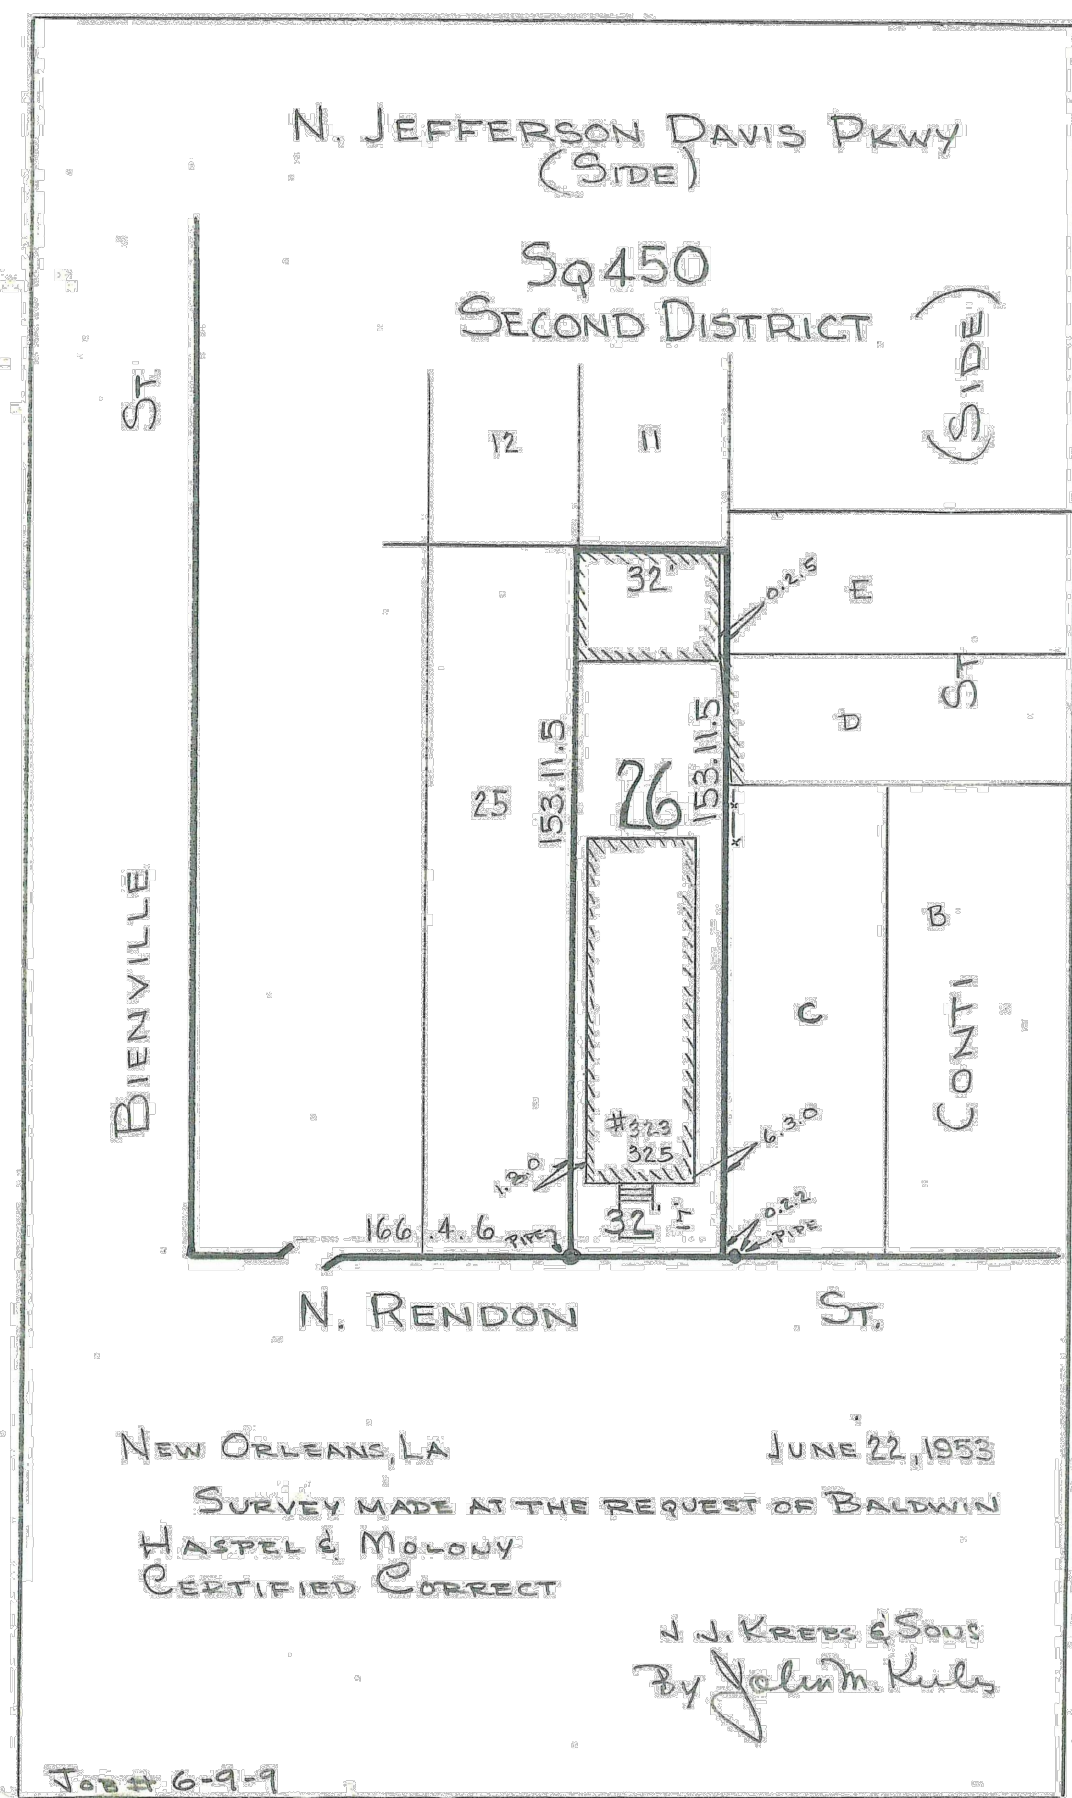 N. JEFFERSON DAVIS PKWY
(SIDE)
SQ 450
SECOND DISTRICT
(SIDE)
ST
12
11
32'
0.2.5
E
ST
D
153.11.5
153.11.5
26
25
B
BIENVILLE
C
CONTI
#323
325
6.3.0
1.8.0
0.2.2
PIPE
32'
166.4.6
PIPE
N. RENDON ST.
NEW ORLEANS, LA
JUNE 22, 1953
SURVEY MADE AT THE REQUEST OF BALDWIN
HASPEL & MOLONY
CERTIFIED CORRECT
J. J. KREBS & SONS
BY John M.
JOB # 6-9-9